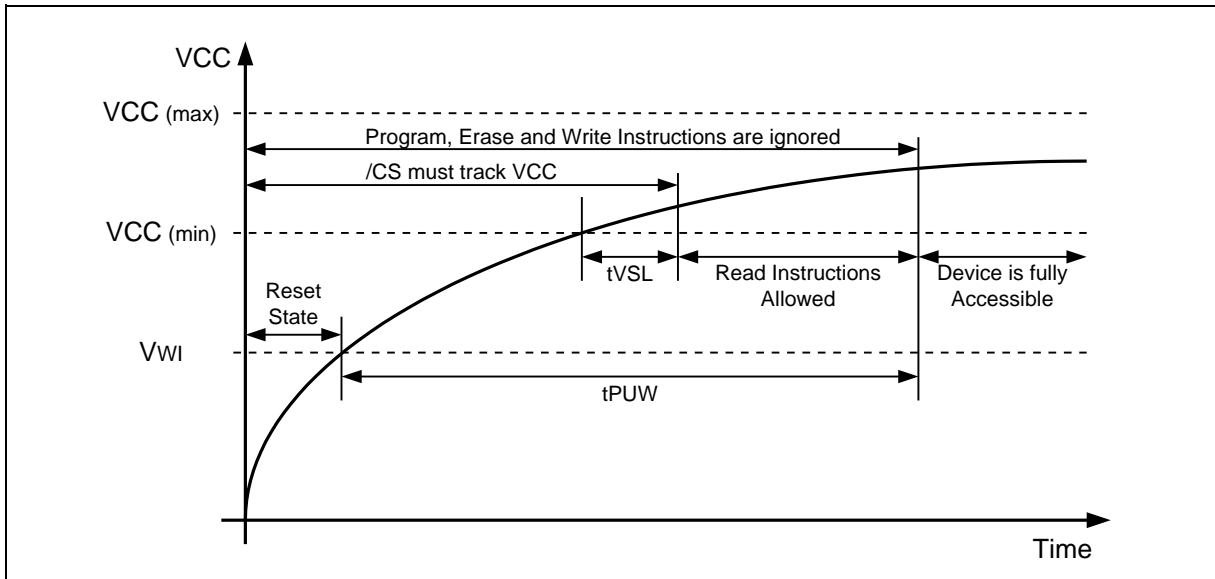 VCC
VCC (max)
Program, Erase and Write Instructions are ignored
/CS must track VCC
VCC (min)
tVSL
Read Instructions
Allowed
Device is fully
Accessible
Reset
State
VWI
tPUW
Time